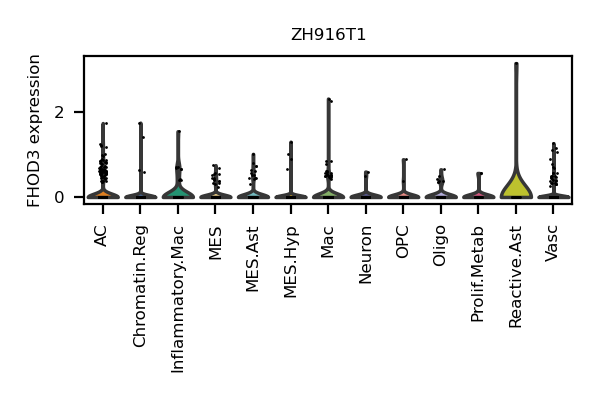 ZH916T1
FHOD3 expression
2
0
AC
Chromatin.Reg
Inflammatory.Mac
MES
MES.Ast
MES.Hyp
Mac
Neuron
OPC
Oligo
Prolif.Metab
Reactive.Ast
Vasc